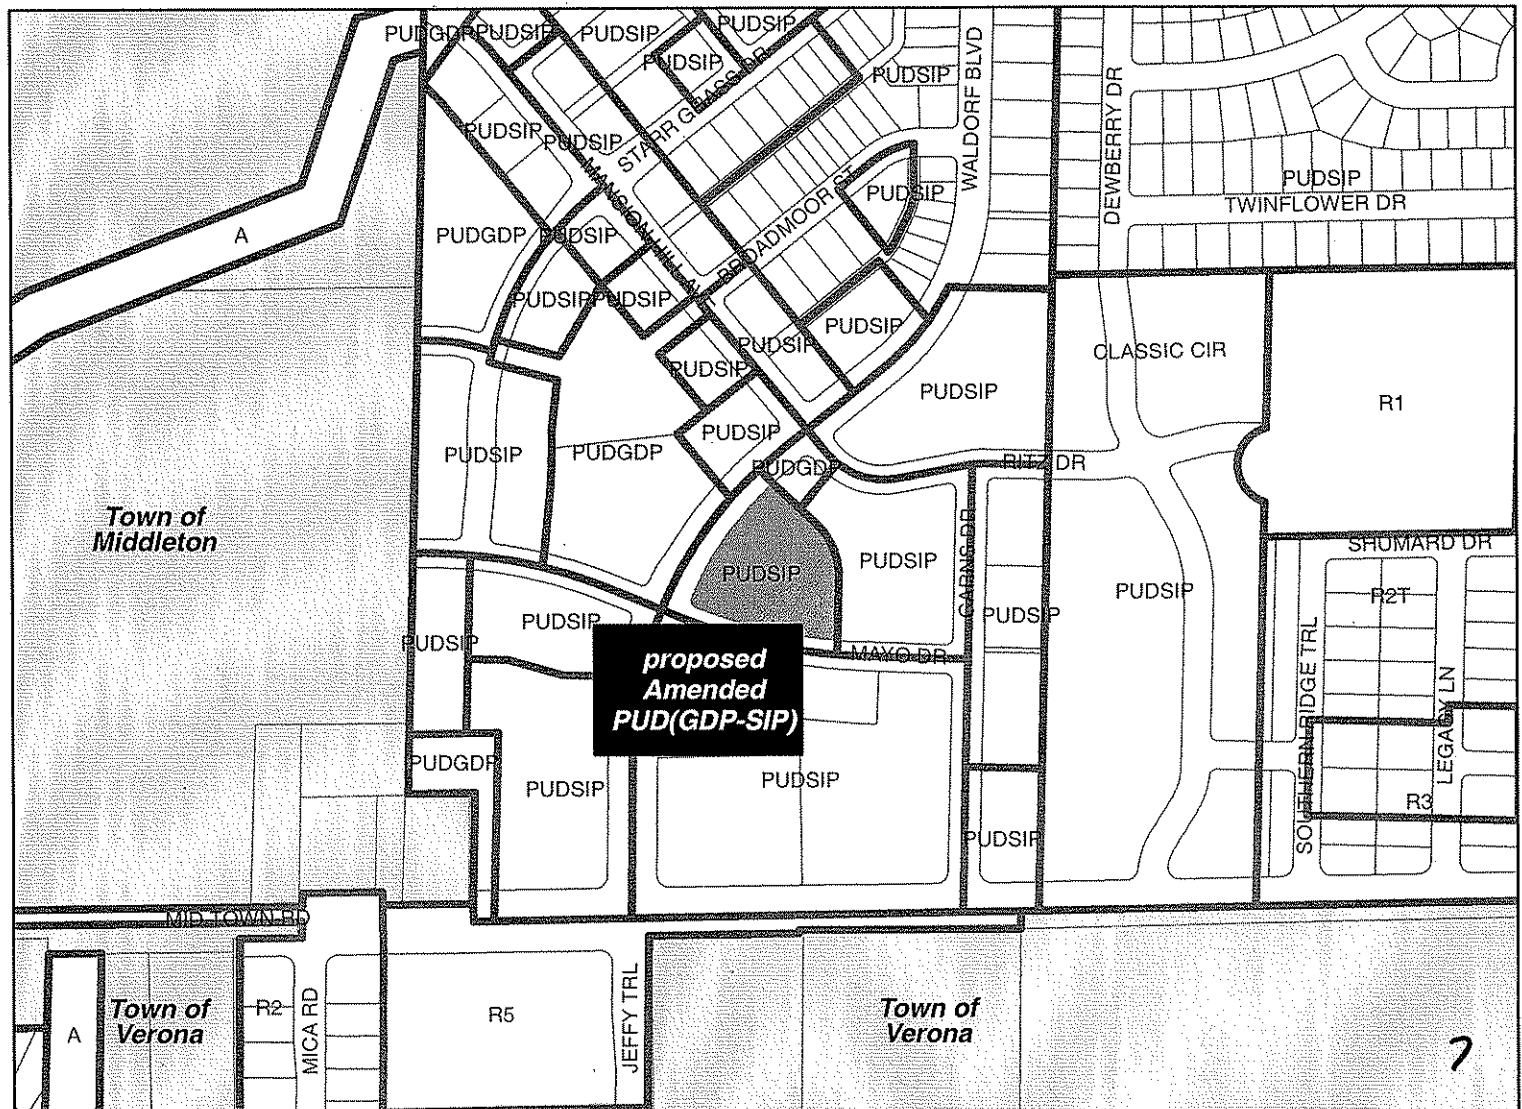 PUDGDP
PUDSIP
PUDSIP
PUDSIP
PUDSIP
PUDSIP
STARR GRASS DR
WALDORF BLVD
DEWBERRY DR
PUDSIP
PUDSIP
MANSION HILL AV
BROADMOOR ST
PUDSIP
PUDSIP
TWINFLOWER DR
A
PUDGDP
PUDSIP
PUDSIP
PUDSIP
PUDSIP
PUDSIP
PUDSIP
CLASSIC CIR
PUDSIP
PUDSIP
R1
PUDSIP
PUDGDP
PUDSIP
PUDGDP
RITZ DR
Town of
Middleton
PUDSIP
PUDSIP
CARNS DR
PUDSIP
PUDSIP
SHUMARD DR
R2T
PUDSIP
PUDSIP
MAYO DR
SOUTHERN RIDGE TRL
LEGACY LN
proposed
Amended
PUD(GDP-SIP)
PUDGDP
PUDSIP
PUDSIP
PUDSIP
R3
MID TOWN RD
A
Town of
Verona
R2
MICA RD
R5
JEFFY TRL
Town of
Verona
7